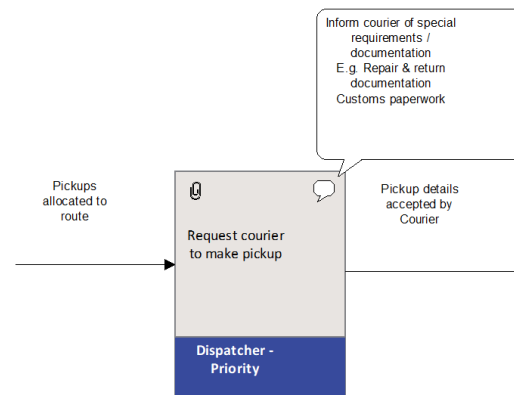 Inform courier of special
requirements /
documentation
E.g. Repair & return
documentation
Customs paperwork
Pickups
allocated to
route
Request courier
to make pickup
Pickup details
accepted by
Courier
Dispatcher -
Priority